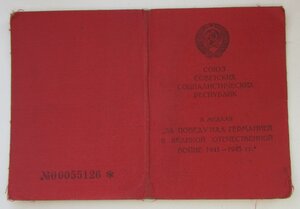 СОЮЗ
СОВЕТСКИХ
СОЦИАЛИСТИЧЕСКИХ
РЕСПУБЛИК
К МЕДАЛИ
„ЗА ПОБЕДУ НАД ГЕРМАНИЕЙ
В ВЕЛИКОЙ ОТЕЧЕСТВЕННОЙ
ВОЙНЕ 1941–1945 гг."
№00055126 *